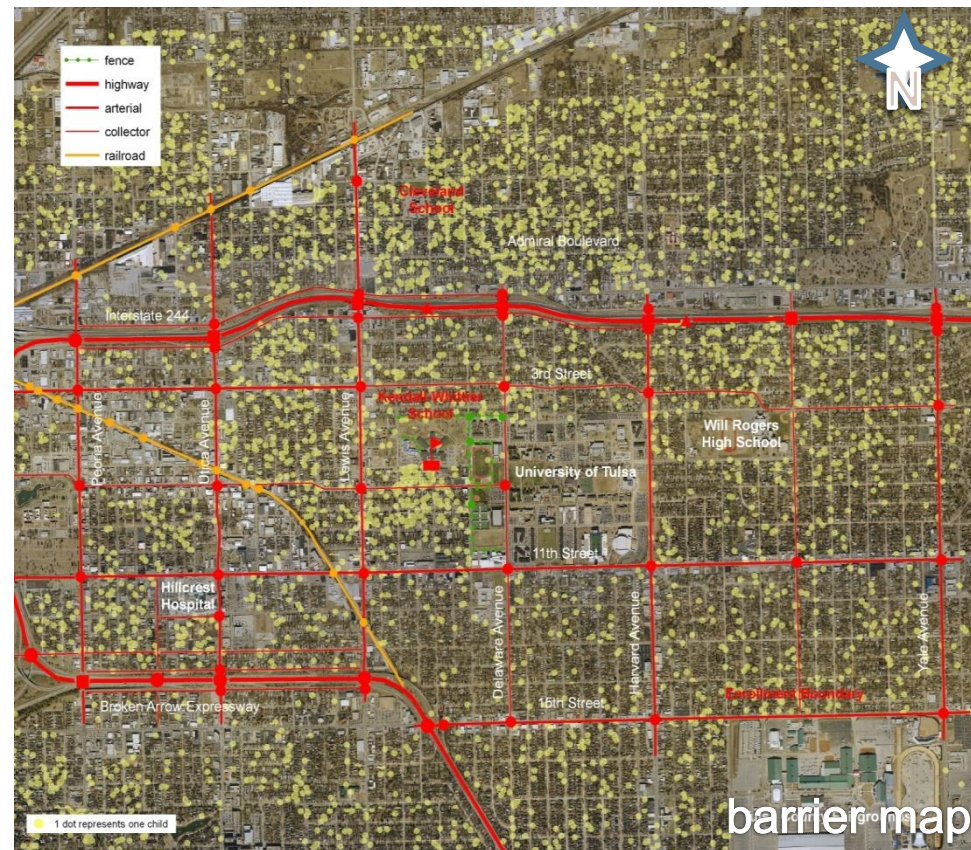 N
fence
highway
arterial
collector
railroad
Cleveland
School
Admiral Boulevard
Interstate 244
3rd Street
Kendall-Whittier
School
Will Rogers
High School
Peoria Avenue
Utica Avenue
Lewis Avenue
University of Tulsa
11th Street
Hillcrest
Hospital
Delaware Avenue
Harvard Avenue
Yale Avenue
Enrollment Boundary
15th Street
Broken Arrow Expressway
1 dot represents one child
barrier map